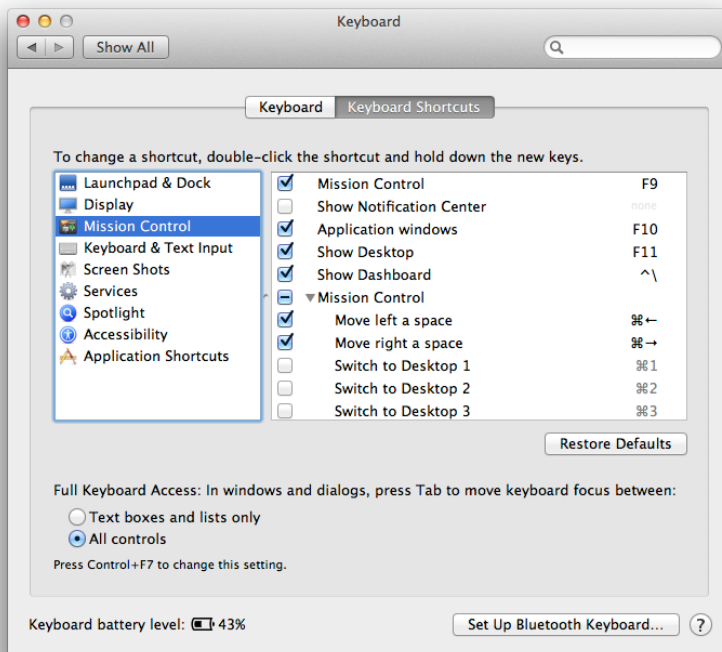 Keyboard
Show All
Keyboard Keyboard Shortcuts
To change a shortcut, double-click the shortcut and hold down the new keys.
Launchpad & Dock
Display
Mission Control
Keyboard & Text Input
Screen Shots
Services
Spotlight
Accessibility
Application Shortcuts
Mission Control F9
Show Notification Center none
Application windows F10
Show Desktop F11
Show Dashboard ^\
Mission Control
Move left a space ⌘←
Move right a space ⌘→
Switch to Desktop 1 ⌘1
Switch to Desktop 2 ⌘2
Switch to Desktop 3 ⌘3
Restore Defaults
Full Keyboard Access: In windows and dialogs, press Tab to move keyboard focus between:
Text boxes and lists only
All controls
Press Control+F7 to change this setting.
Keyboard battery level: 43%
Set Up Bluetooth Keyboard... ?